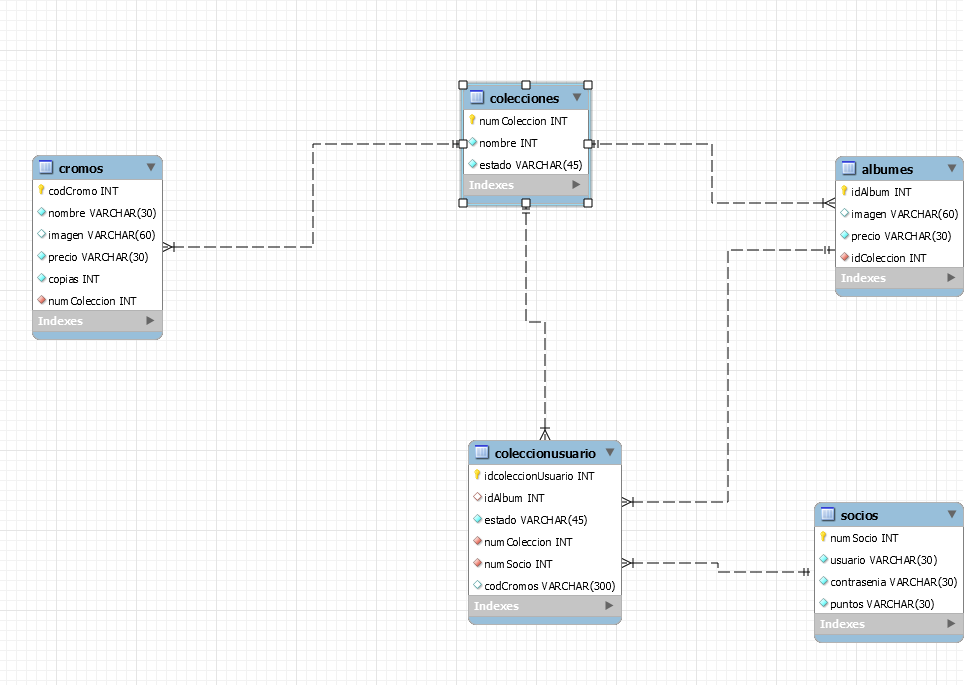 colecciones
numColeccion INT
nombre INT
estado VARCHAR(45)
Indexes
cromos
codCromo INT
nombre VARCHAR(30)
imagen VARCHAR(60)
precio VARCHAR(30)
copias INT
numColeccion INT
Indexes
albumes
idAlbum INT
imagen VARCHAR(60)
precio VARCHAR(30)
idColeccion INT
Indexes
coleccionusuario
idcoleccionUsuario INT
idAlbum INT
estado VARCHAR(45)
numColeccion INT
numSocio INT
codCromos VARCHAR(300)
Indexes
socios
numSocio INT
usuario VARCHAR(30)
contrasenia VARCHAR(30)
puntos VARCHAR(30)
Indexes